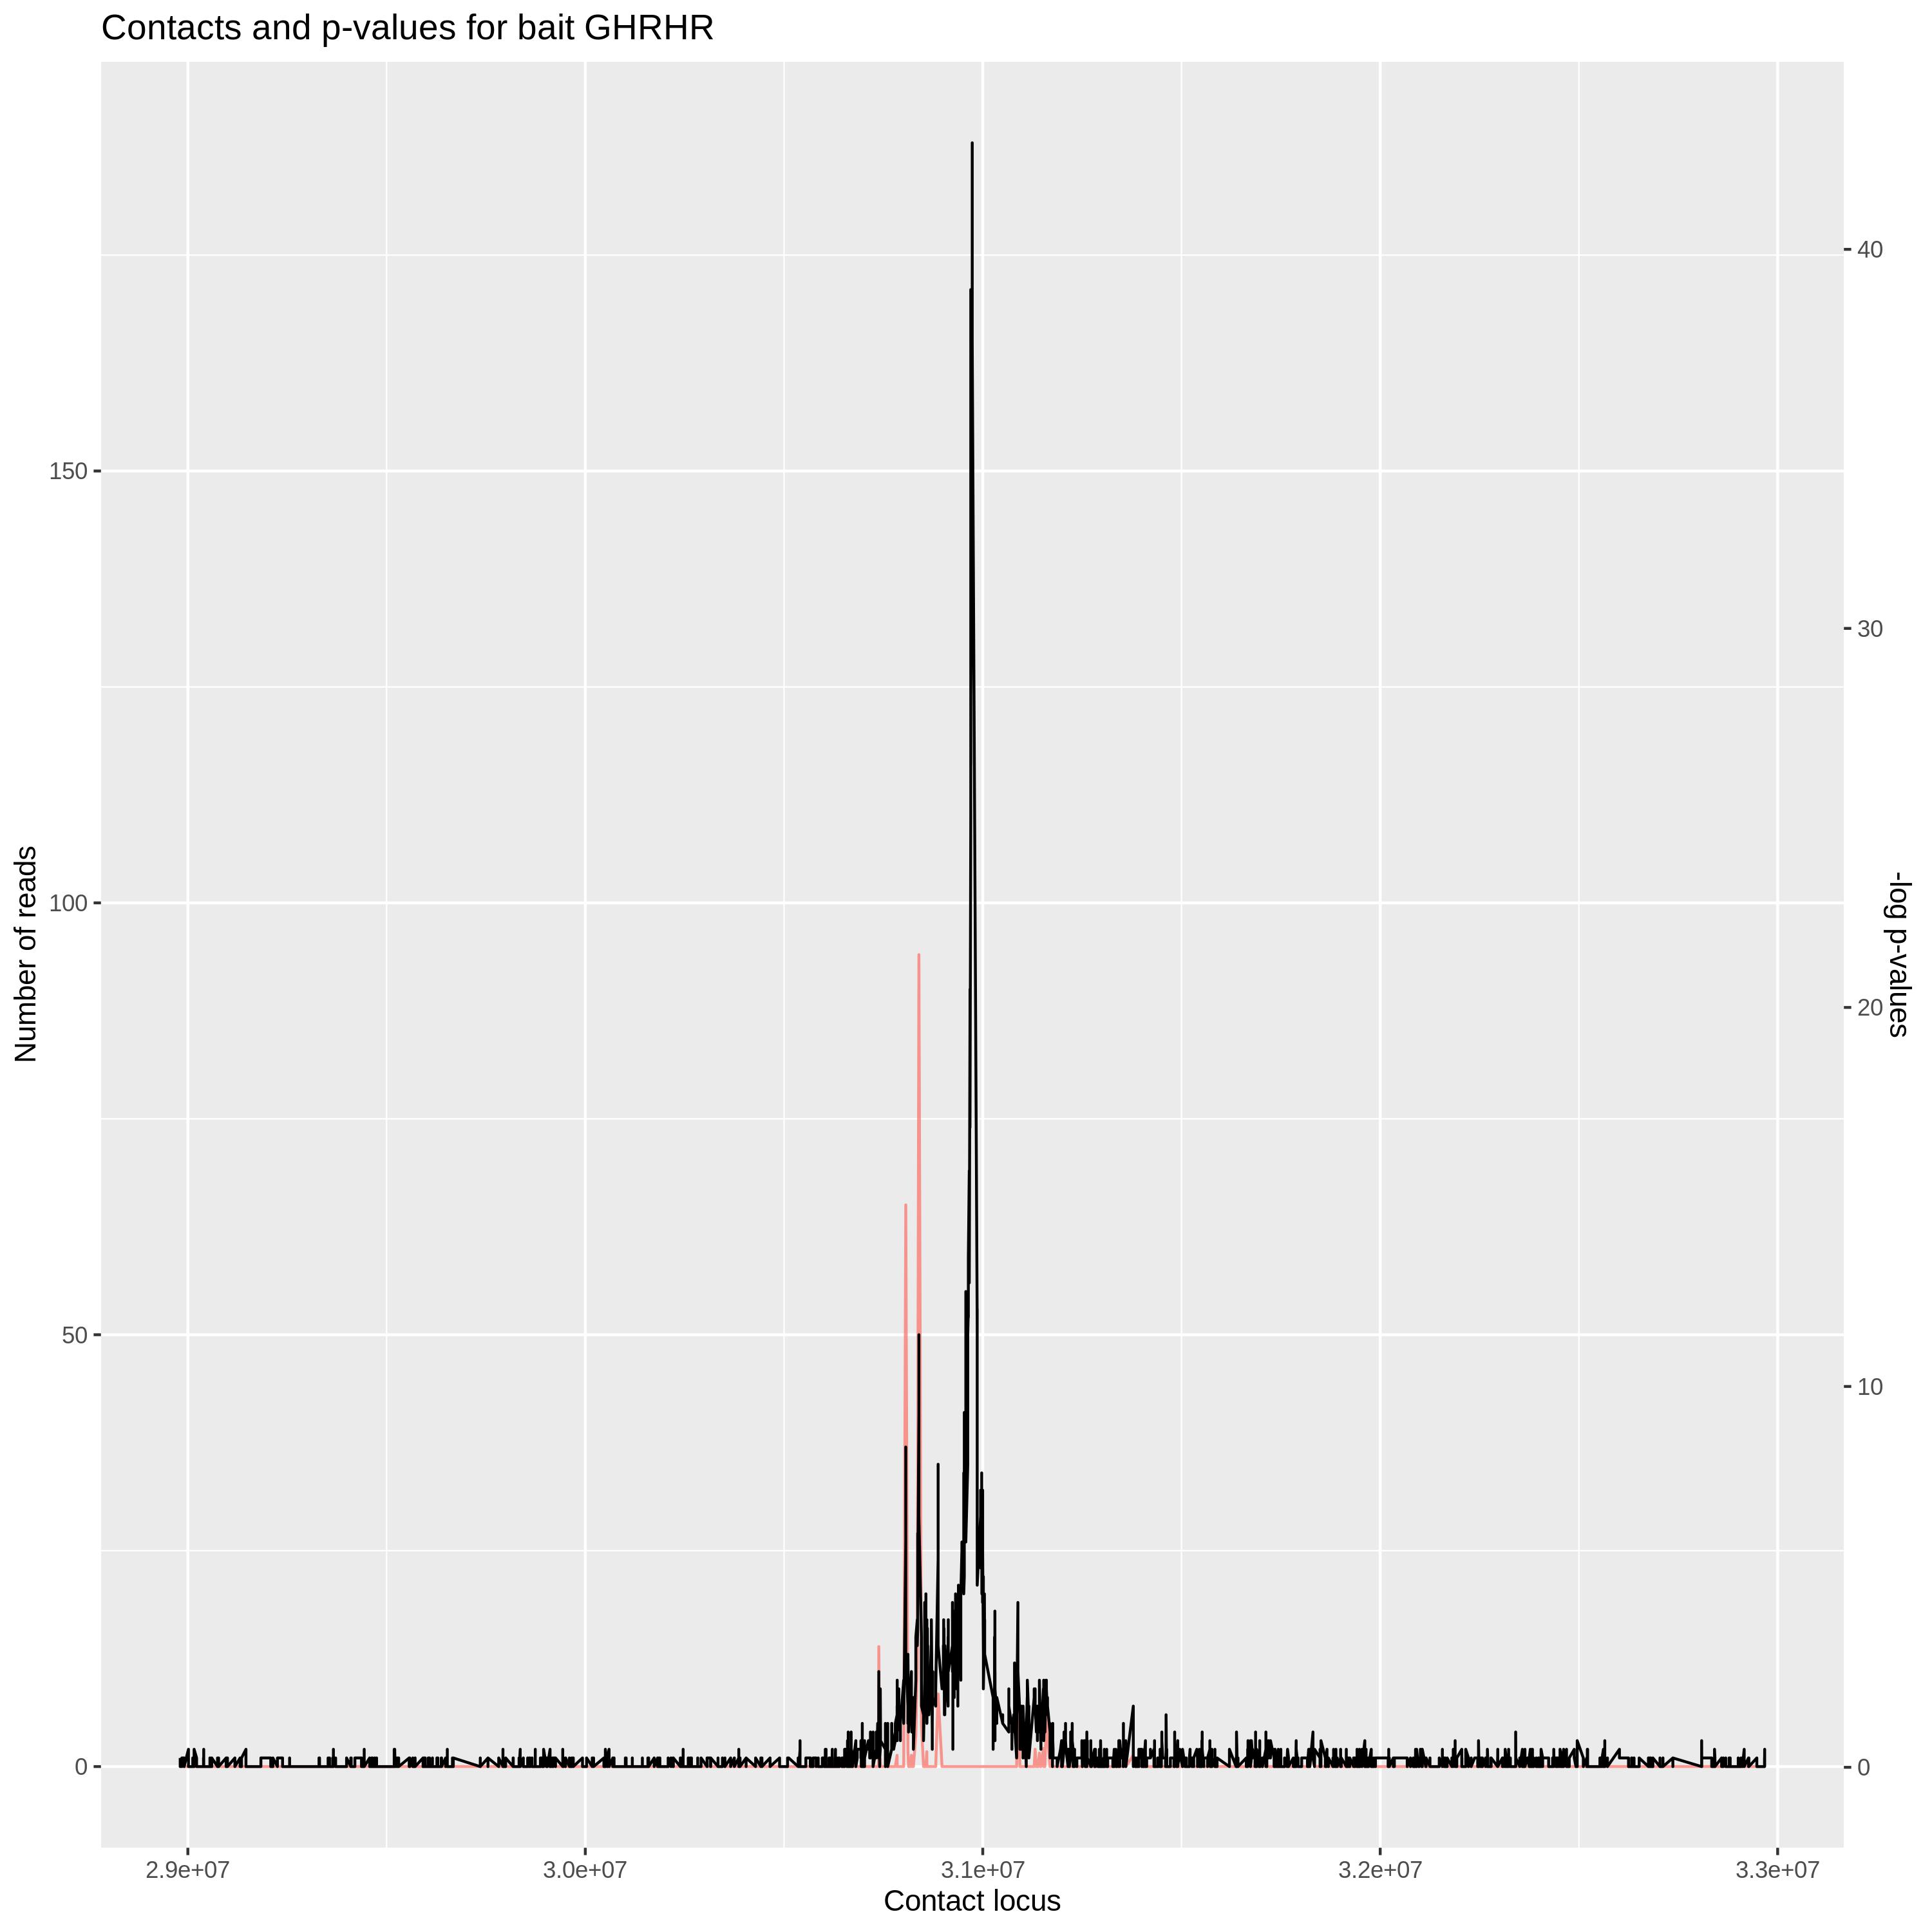 Contacts and p-values for bait GHRHR
Number of reads
150
100
50
0
40
30
20
10
0
-log p-values
2.9e+07
3.0e+07
3.1e+07
3.2e+07
3.3e+07
Contact locus